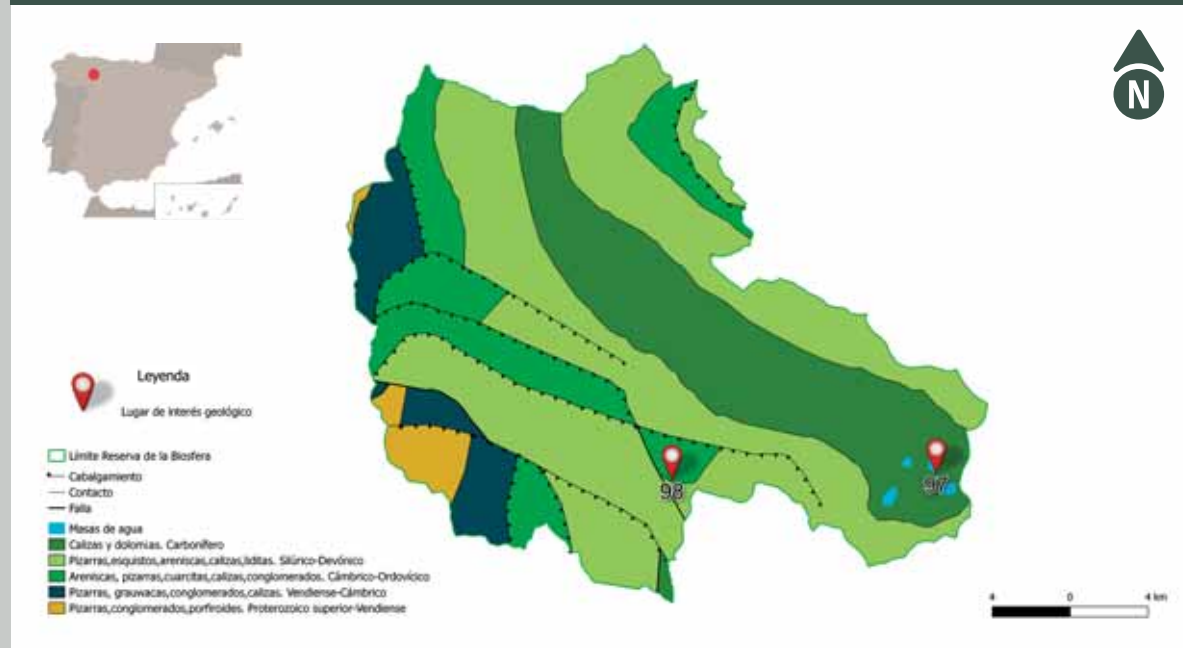 N
Leyenda
Lugar de interés geológico
Límite Reserva de la Biosfera
Cabalgamiento
Contacto
Falla
Masas de agua
Calizas y dolomias. Carbonífero
Pizarras,esquistos,areniscas,calizas,liditas. Silúrico-Devónico
Areniscas, pizarras,cuarcitas,calizas,conglomerados. Cámbrico-Ordovícico
Pizarras, grauwacas,conglomerados,calizas. Vendiense-Cámbrico
Pizarras,conglomerados,porfiroides. Proterozoico superior-Vendiense
98
97
4 0 4 km